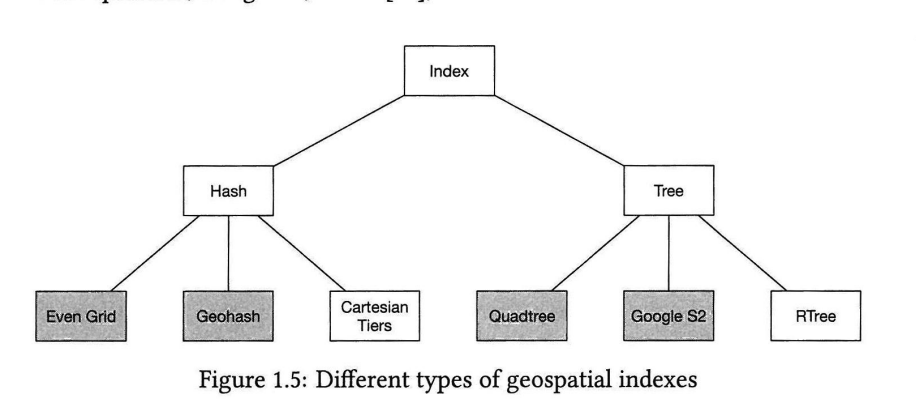 Index
Hash
Tree
Even Grid
Geohash
Cartesian
Tiers
Quadtree
Google S2
RTree
Figure 1.5: Different types of geospatial indexes